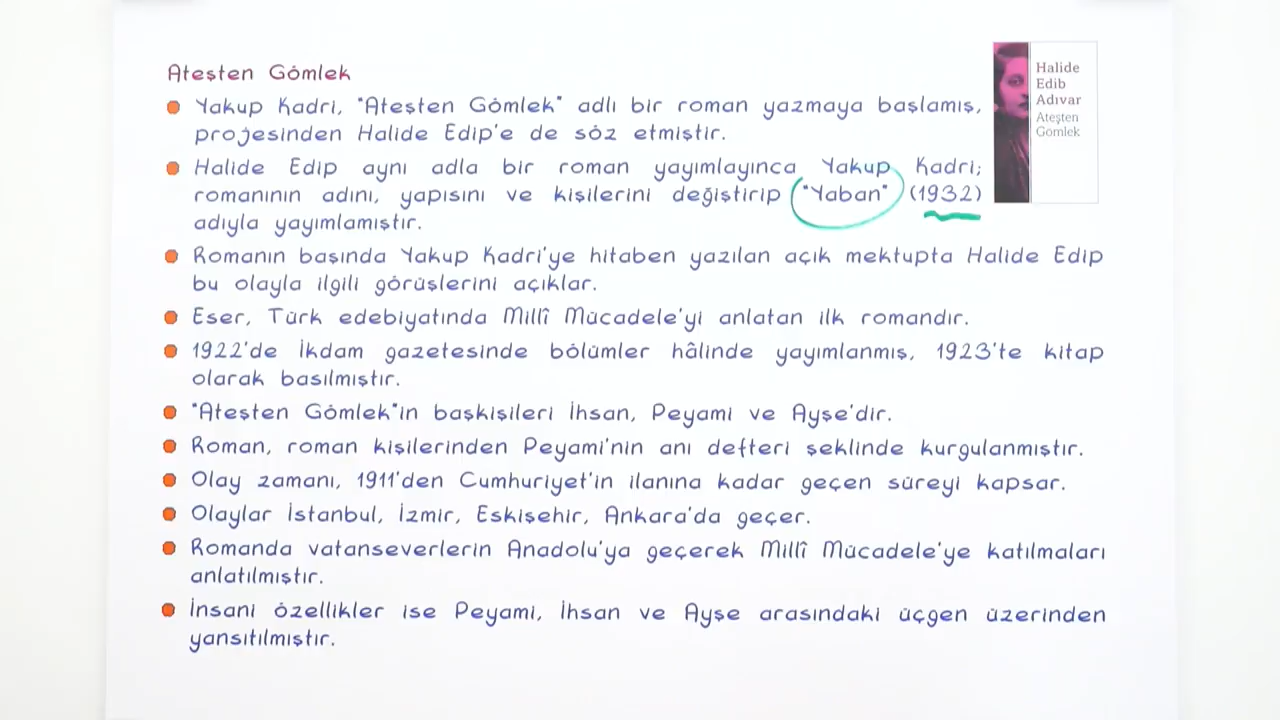 Ateşten Gömlek
Yakup Kadri, "Ateşten Gömlek" adlı bir roman yazmaya başlamış,
projesinden Halide Edip'e de söz etmiştir.
Halide Edip aynı adla bir roman yayımlayınca Yakup Kadri;
romanının adını, yapısını ve kişilerini değiştirip "Yaban" (1932)
adıyla yayımlamıştır.
Romanın başında Yakup Kadri'ye hitaben yazılan açık mektupta Halide Edip
bu olayla ilgili görüşlerini açıklar.
Eser, Türk edebiyatında Millî Mücadele'yi anlatan ilk romandır.
1922'de İkdam gazetesinde bölümler hâlinde yayımlanmış, 1923'te kitap
olarak basılmıştır.
"Ateşten Gömlek"in başkişileri İhsan, Peyami ve Ayşe'dir.
Roman, roman kişilerinden Peyami'nin anı defteri şeklinde kurgulanmıştır.
Olay zamanı, 1911'den Cumhuriyet'in ilanına kadar geçen süreyi kapsar.
Olaylar İstanbul, İzmir, Eskişehir, Ankara'da geçer.
Romanda vatanseverlerin Anadolu'ya geçerek Millî Mücadele'ye katılmaları
anlatılmıştır.
İnsani özellikler ise Peyami, İhsan ve Ayşe arasındaki üçgen üzerinden
yansıtılmıştır.
Halide
Edib
Adıvar
Ateşten
Gömlek